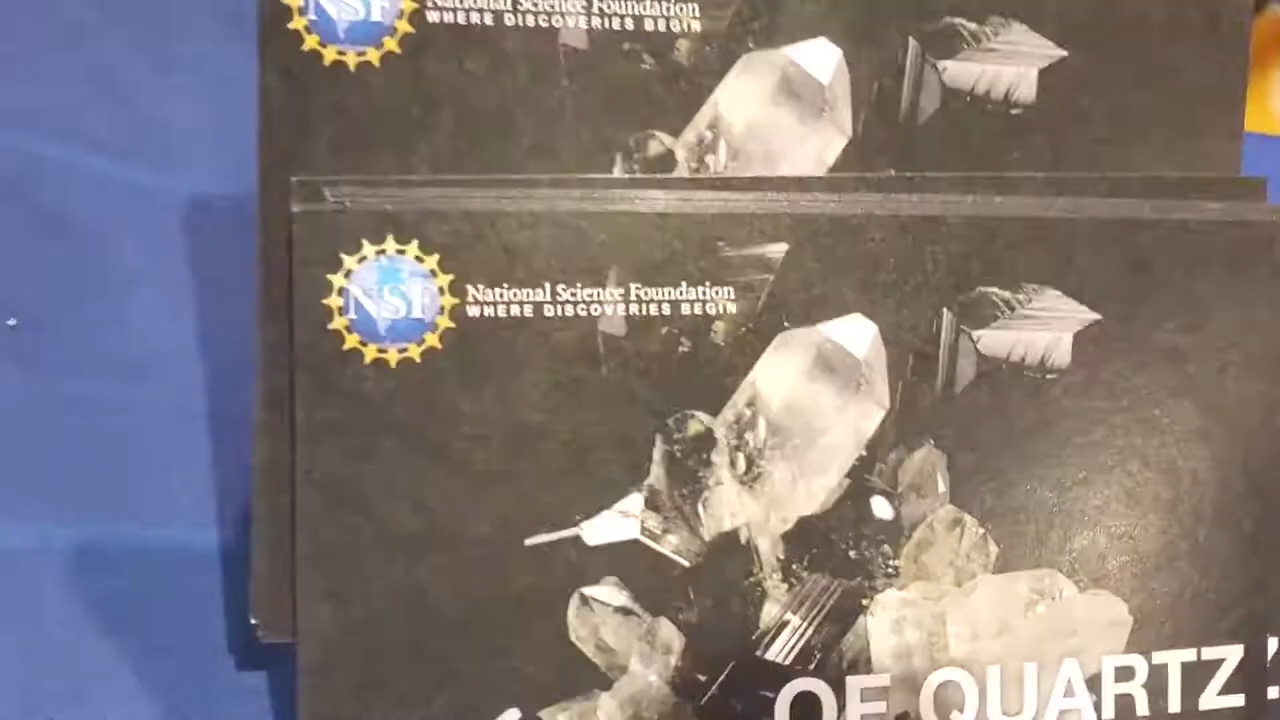 NSF
National Science Foundation
WHERE DISCOVERIES BEGIN
NSF
National Science Foundation
WHERE DISCOVERIES BEGIN
OF QUARTZ